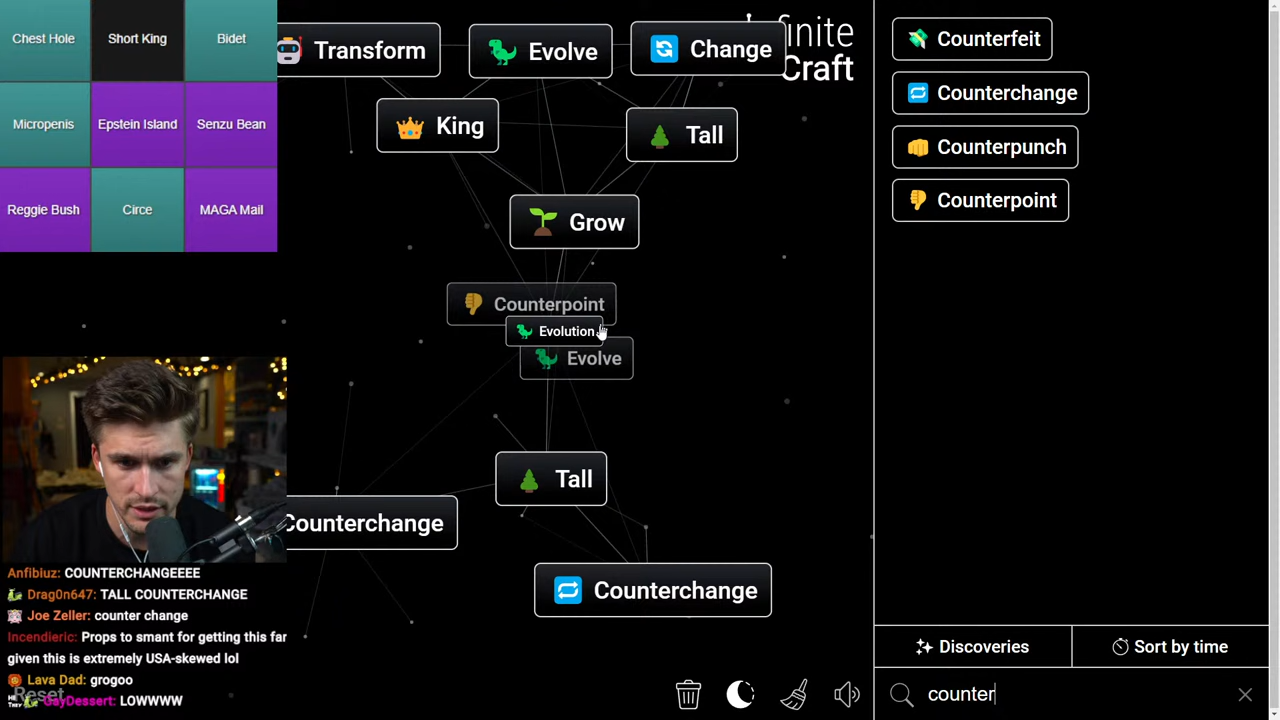 Chest Hole
Short King
Bidet
Micropenis
Epstein Island
Senzu Bean
Reggie Bush
Circe
MAGA Mail
Transform
Evolve
Change
finite
Craft
King
Tall
Grow
Counterpoint
Evolution
Evolve
Tall
Counterchange
Counterchange
Counterfeit
Counterchange
Counterpunch
Counterpoint
Discoveries
Sort by time
counter
Anfibiuz: COUNTERCHANGEEEE
Drag0n647: TALL COUNTERCHANGE
Joe Zeller: counter change
Incendieric: Props to smant for getting this far
given this is extremely USA-skewed lol
Lava Dad: grogoo
Reset
GayDessert: LOWWWW